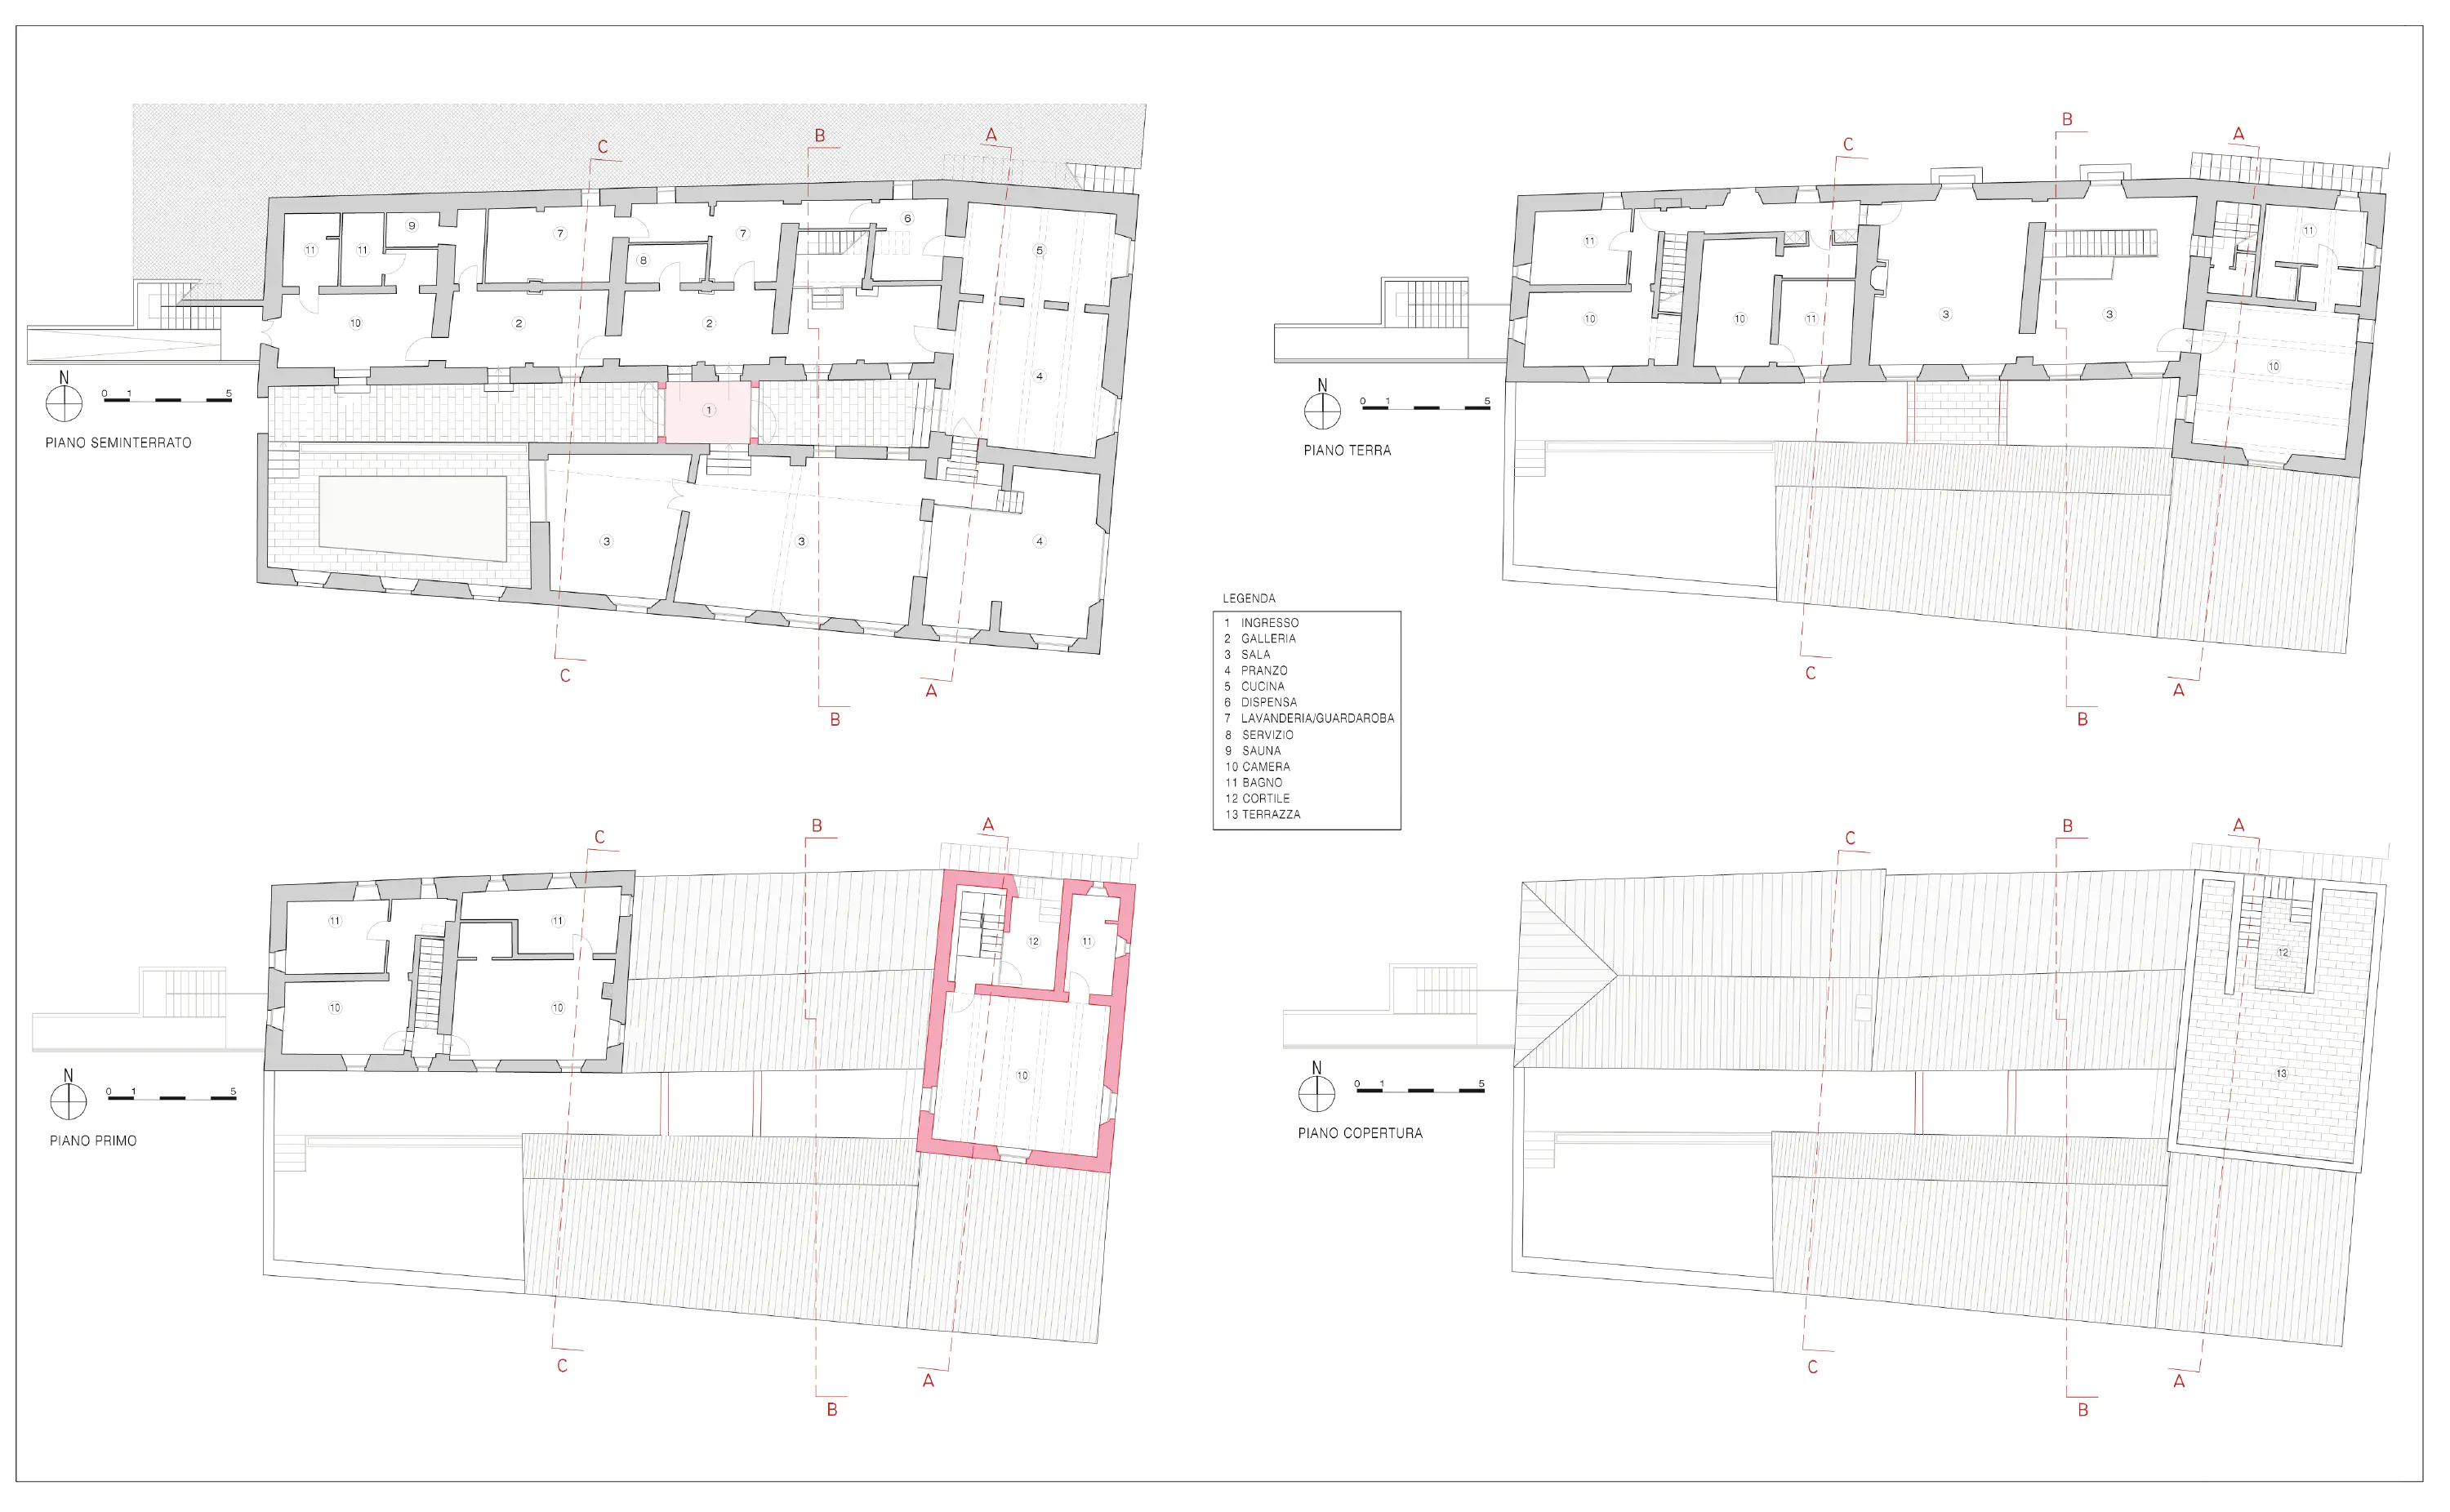 C
B
A
9
11
11
7
7
6
5
8
10
2
2
4
1
3
3
4
N
0 1 5
PIANO SEMINTERRATO
C
A
B
C
B
A
11
11
3
3
10
10
11
10
N
0 1 5
PIANO TERRA
C
A
B
LEGENDA
1 INGRESSO
2 GALLERIA
3 SALA
4 PRANZO
5 CUCINA
6 DISPENSA
7 LAVANDERIA/GUARDAROBA
8 SERVIZIO
9 SAUNA
10 CAMERA
11 BAGNO
12 CORTILE
13 TERRAZZA
C
B
A
11
11
12
11
10
10
10
N
0 1 5
PIANO PRIMO
C
A
B
C
B
A
12
13
N
0 1 5
PIANO COPERTURA
C
A
B